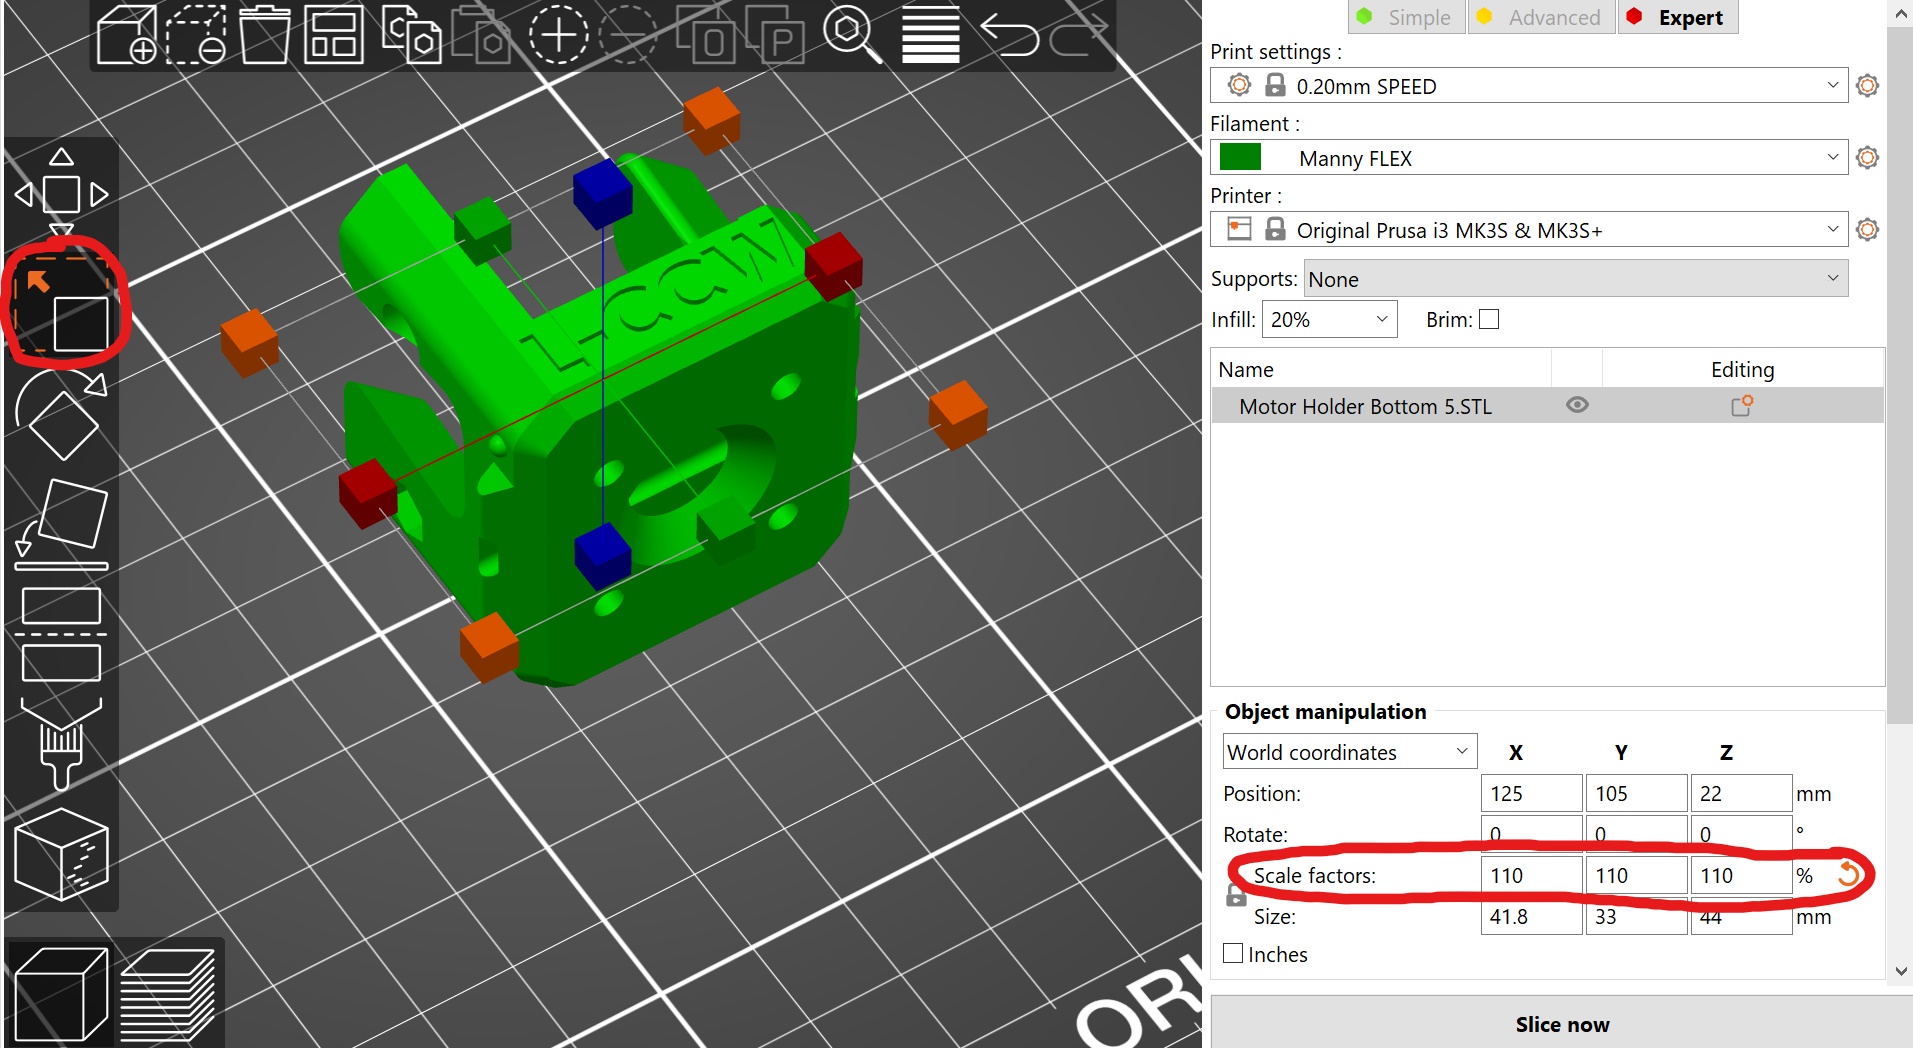 Simple Advanced Expert
Print settings :
0.20mm SPEED
Filament :
Manny FLEX
Printer :
Original Prusa i3 MK3S & MK3S+
Supports: None
Infill: 20% Brim:
Name Editing
Motor Holder Bottom 5.STL
Object manipulation
World coordinates X Y Z
Position: 125 105 22 mm
Rotate: 0 0 0 °
Scale factors: 110 110 110 %
Size: 41.8 33 44 mm
Inches
Slice now
O
P
ORI